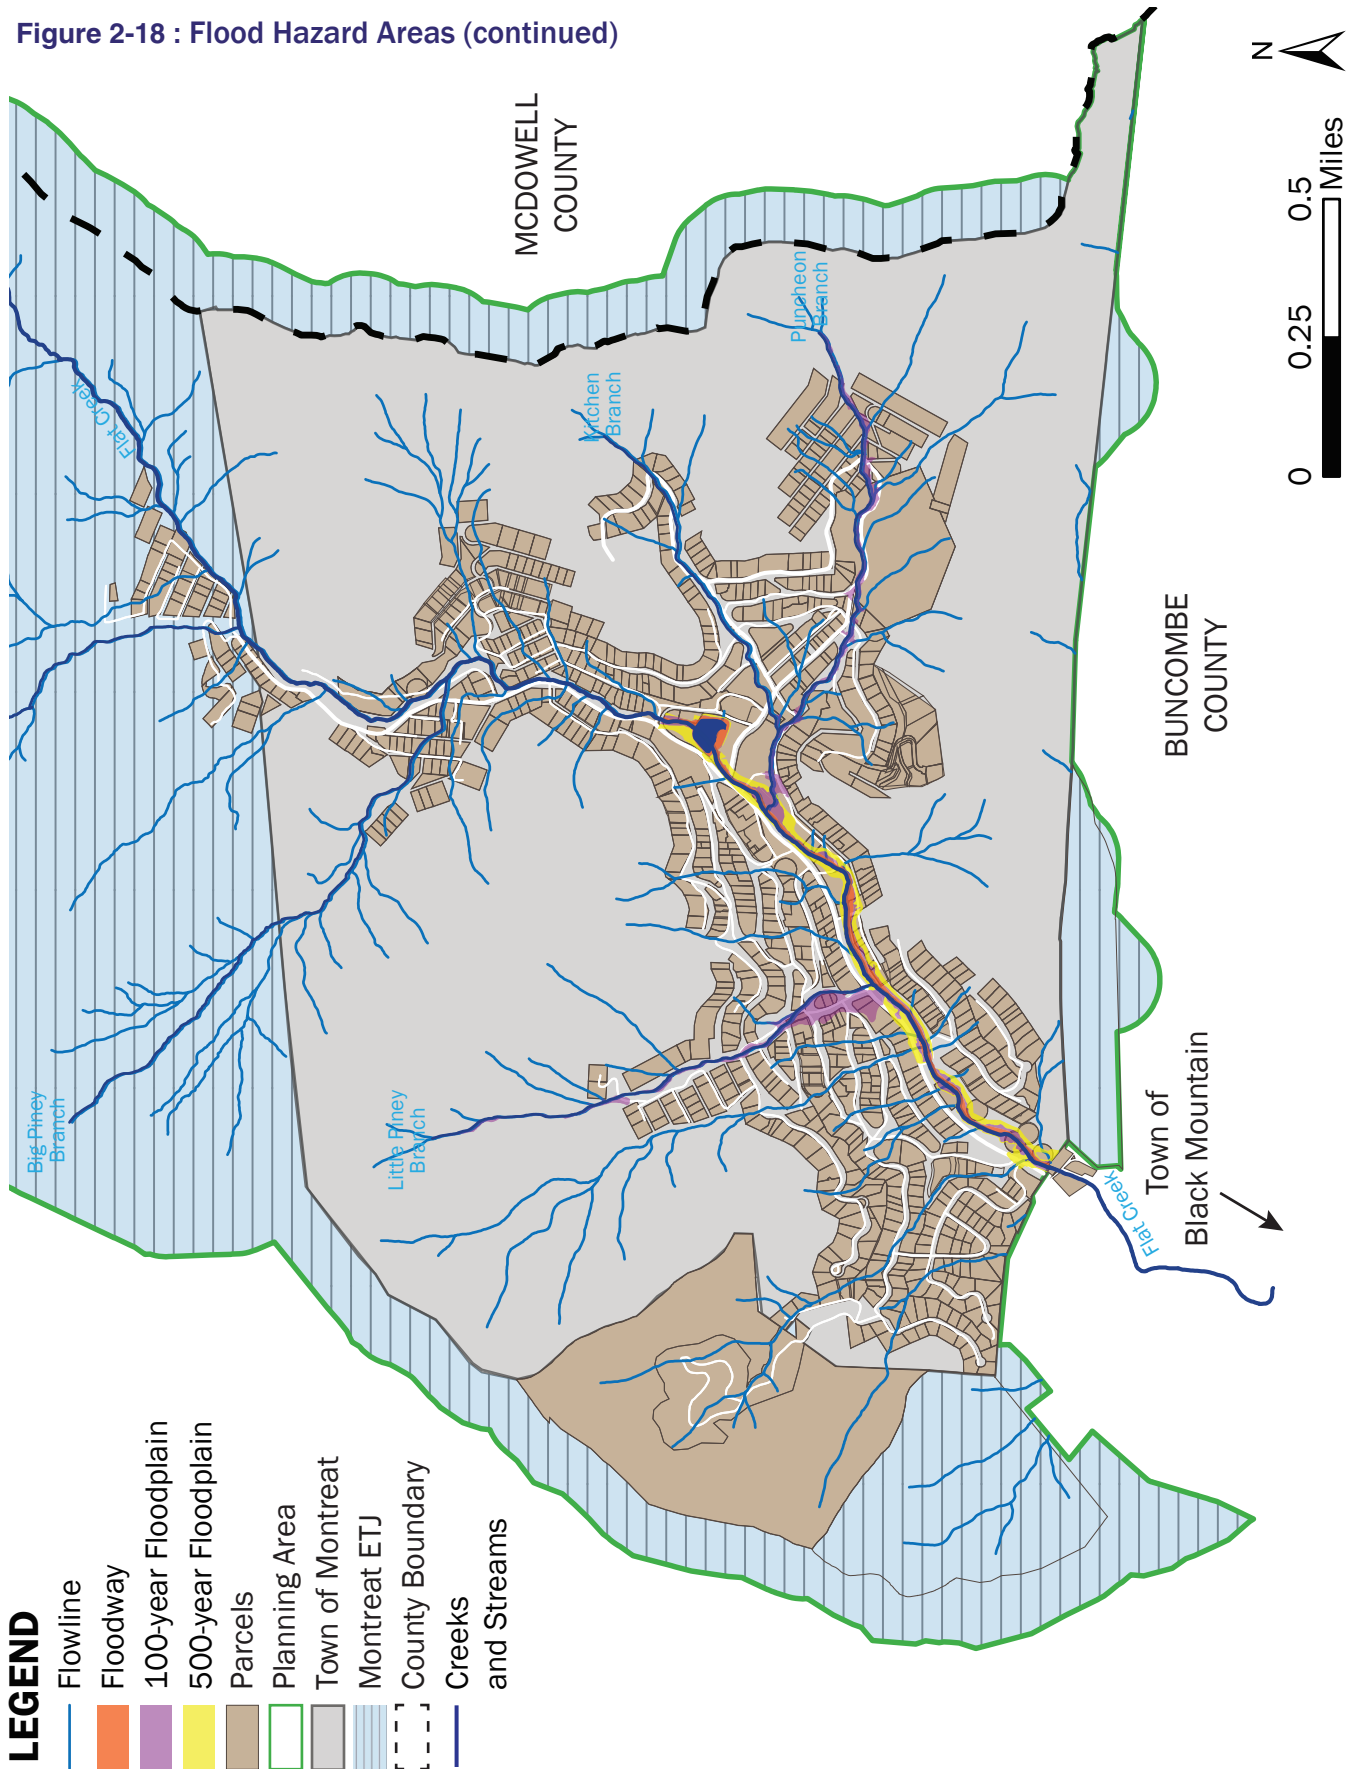 Figure 2-18 : Flood Hazard Areas (continued)
N
MCDOWELL
COUNTY
0
0.25
0.5
Miles
Flat Creek
Puncheon
Branch
Kitchen
Branch
BUNCOMBE
COUNTY
Big Piney
Branch
Little Piney
Branch
Flat Creek
Town of
Black Mountain
LEGEND
Flowline
Floodway
100-year Floodplain
500-year Floodplain
Parcels
Planning Area
Town of Montreat
Montreat ETJ
County Boundary
Creeks
and Streams